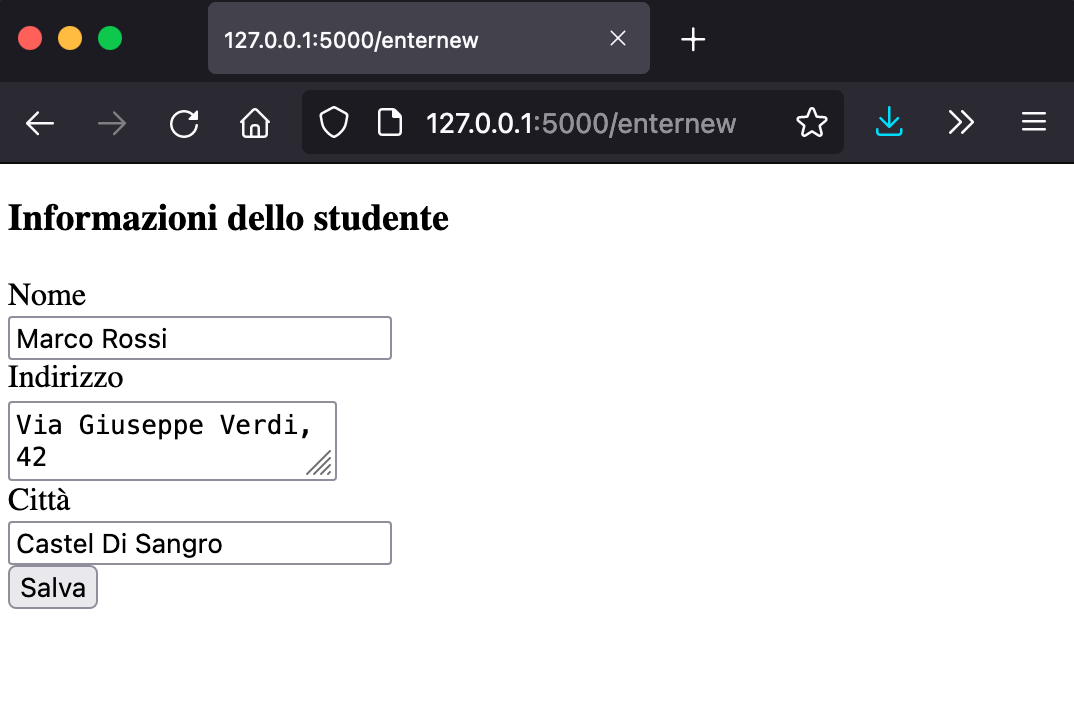 127.0.0.1:5000/enternew
127.0.0.1:5000/enternew
Informazioni dello studente
Nome
Marco Rossi
Indirizzo
Via Giuseppe Verdi,
42
Città
Castel Di Sangro
Salva